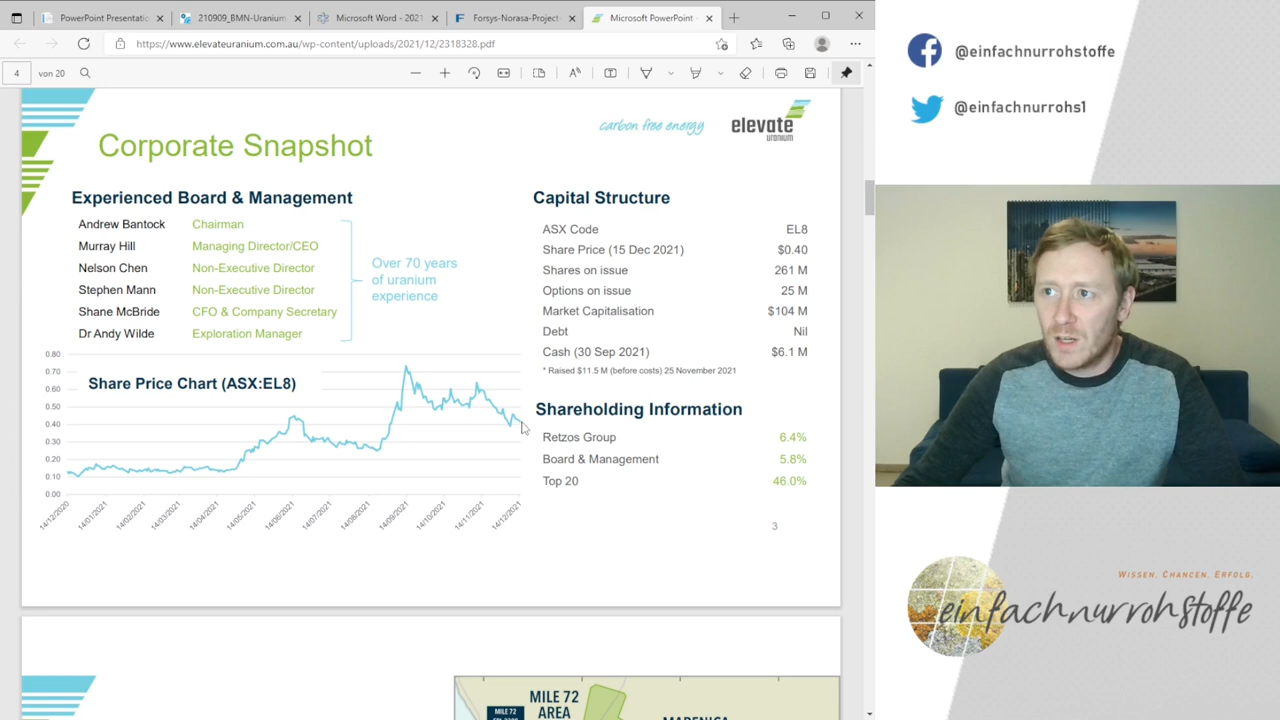 PowerPoint Presentatio
210909_BMN-Uranium
Microsoft Word - 2021
Forsys-Norasa-Project-
Microsoft PowerPoint -
https://www.elevateuranium.com.au/wp-content/uploads/2021/12/2318328.pdf
4 von 20
Corporate Snapshot
carbon free energy
elevate
uranium
Experienced Board & Management
Andrew Bantock Chairman
Murray Hill Managing Director/CEO
Nelson Chen Non-Executive Director
Stephen Mann Non-Executive Director
Shane McBride CFO & Company Secretary
Dr Andy Wilde Exploration Manager
Over 70 years
of uranium
experience
Capital Structure
ASX Code EL8
Share Price (15 Dec 2021) $0.40
Shares on issue 261 M
Options on issue 25 M
Market Capitalisation $104 M
Debt Nil
Cash (30 Sep 2021) $6.1 M
* Raised $11.5 M (before costs) 25 November 2021
Share Price Chart (ASX:EL8)
0.80
0.70
0.60
0.50
0.40
0.30
0.20
0.10
0.00
14/12/2020
14/01/2021
14/02/2021
14/03/2021
14/04/2021
14/05/2021
14/06/2021
14/07/2021
14/08/2021
14/09/2021
14/10/2021
14/11/2021
14/12/2021
Shareholding Information
Retzos Group 6.4%
Board & Management 5.8%
Top 20 46.0%
3
MILE 72
AREA
MILE 72
MARENICA
@einfachnurrohstoffe
@einfachnurrohs1
Wissen. Chancen. Erfolg.
einfachnurrohstoffe